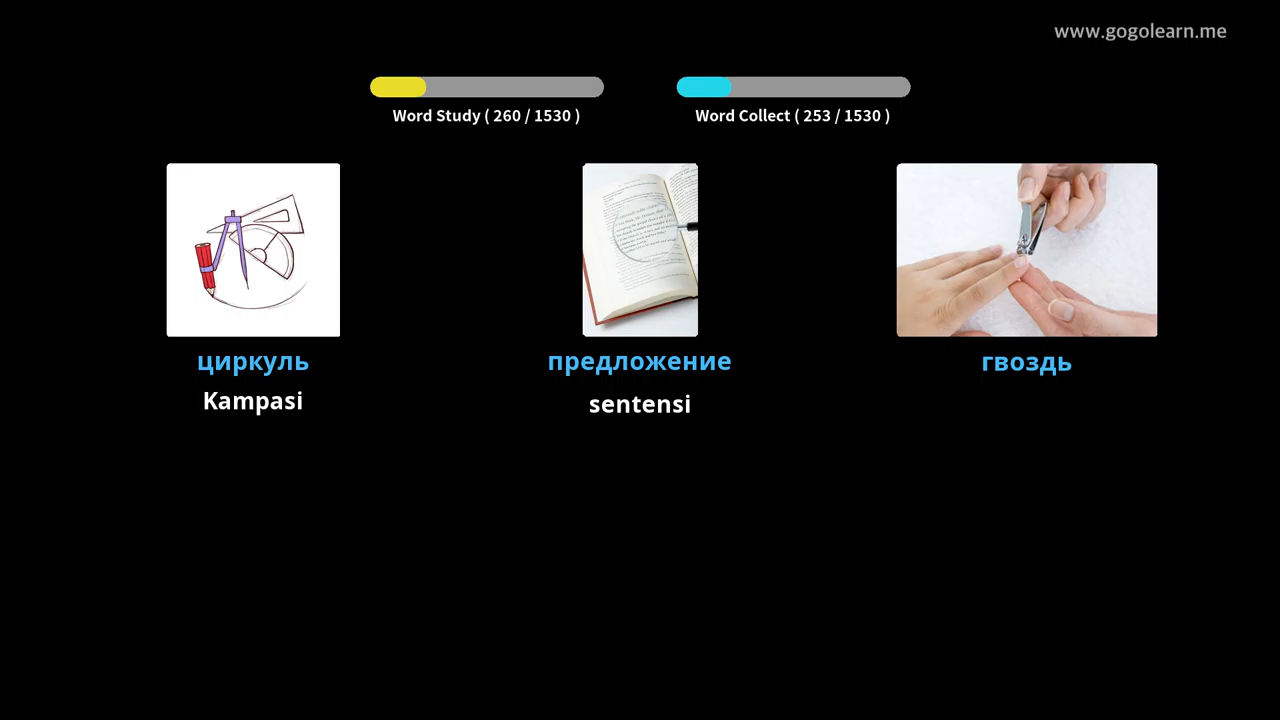 www.gogolearn.me
Word Study ( 260 / 1530 )
Word Collect ( 253 / 1530 )
циркуль
предложение
гвоздь
Kampasi
sentensi